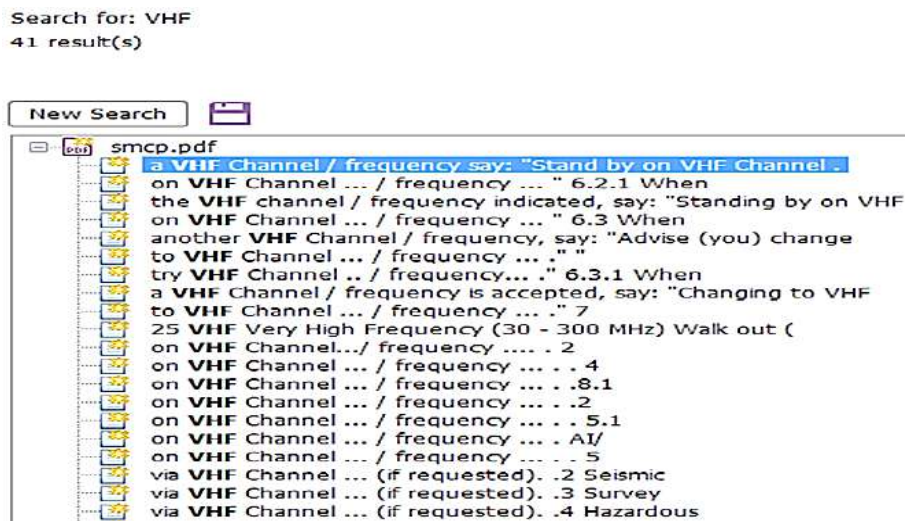 Search for: VHF
41 result(s)
New Search
smcp.pdf
a VHF Channel / frequency say: "Stand by on VHF Channel .
on VHF Channel ... / frequency ... " 6.2.1 When
the VHF channel / frequency indicated, say: "Standing by on VHF
on VHF Channel ... / frequency ... " 6.3 When
another VHF Channel / frequency, say: "Advise (you) change
to VHF Channel ... / frequency ... ." "
try VHF Channel .. / frequency... ." 6.3.1 When
a VHF Channel / frequency is accepted, say: "Changing to VHF
to VHF Channel ... / frequency ... ." 7
25 VHF Very High Frequency (30 - 300 MHz) Walk out (
on VHF Channel.../ frequency .... . 2
on VHF Channel ... / frequency ... . . 4
on VHF Channel ... / frequency ... . .8.1
on VHF Channel ... / frequency ... . .2
on VHF Channel ... / frequency ... . . 5.1
on VHF Channel ... / frequency ... . AI/
on VHF Channel ... / frequency ... . . 5
via VHF Channel ... (if requested). .2 Seismic
via VHF Channel ... (if requested). .3 Survey
via VHF Channel ... (if requested). .4 Hazardous